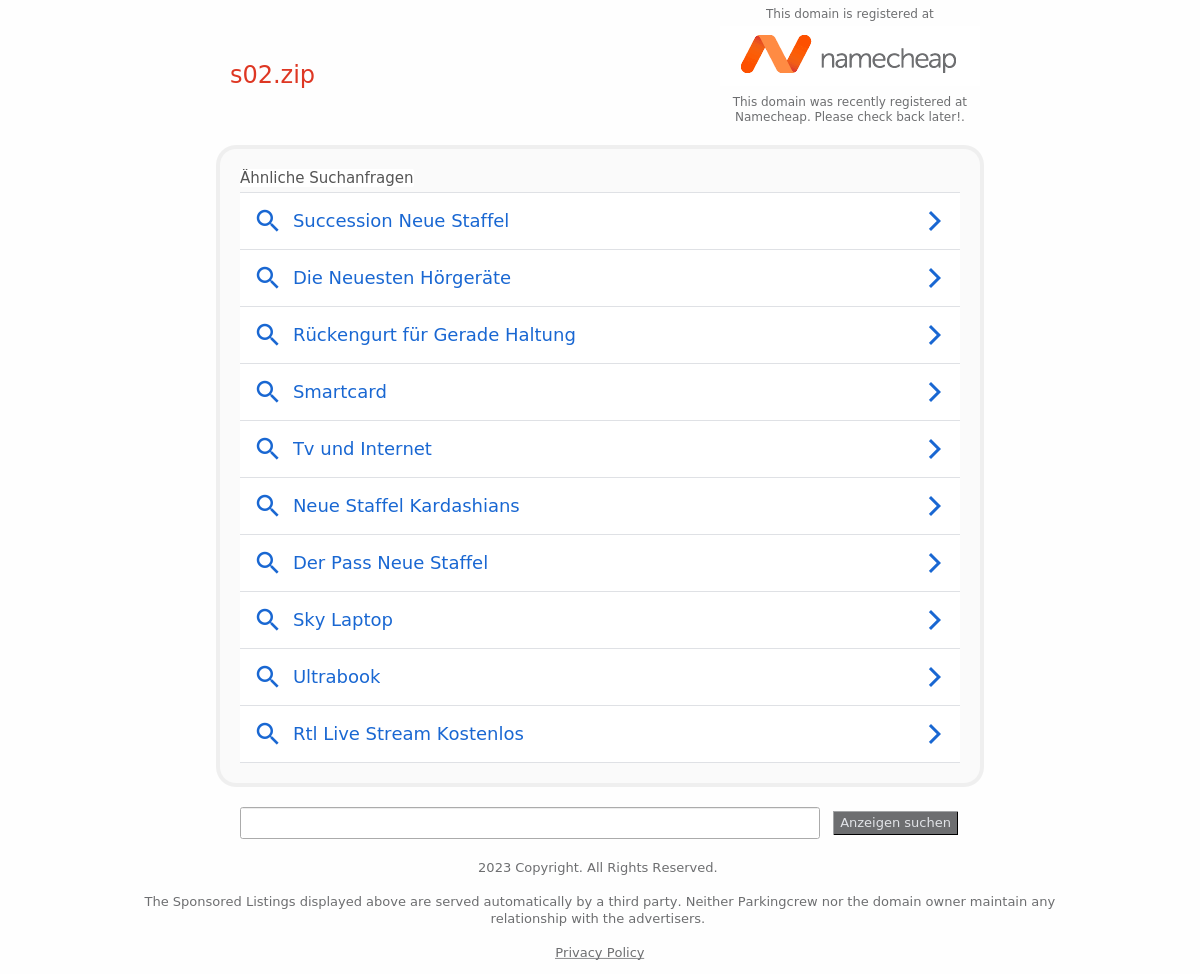 This domain is registered at
namecheap
s02.zip
This domain was recently registered at
Namecheap. Please check back later!.
Ähnliche Suchanfragen
Succession Neue Staffel
Die Neuesten Hörgeräte
Rückengurt für Gerade Haltung
Smartcard
Tv und Internet
Neue Staffel Kardashians
Der Pass Neue Staffel
Sky Laptop
Ultrabook
Rtl Live Stream Kostenlos
Anzeigen suchen
2023 Copyright. All Rights Reserved.
The Sponsored Listings displayed above are served automatically by a third party. Neither Parkingcrew nor the domain owner maintain any
relationship with the advertisers.
Privacy Policy